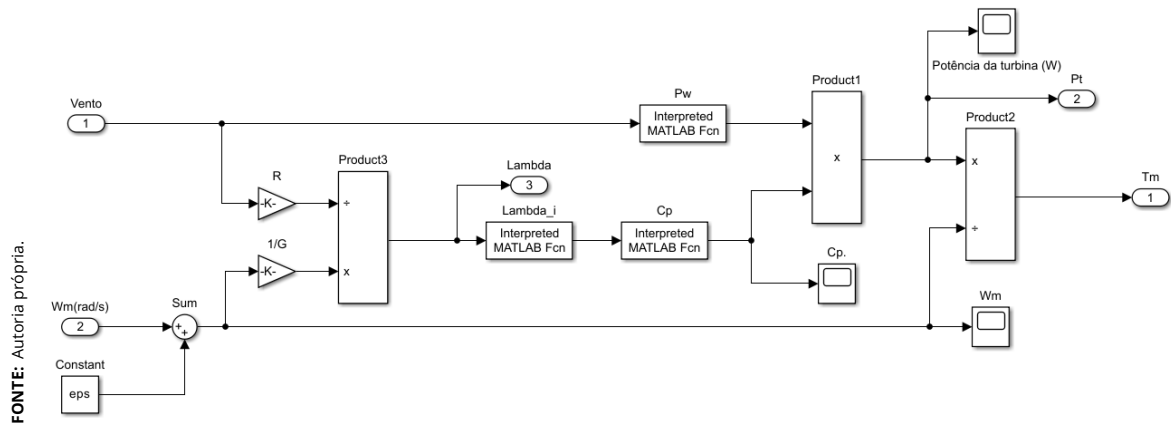 Potência da turbina (W)
Product1
Pt
2
Pw
Vento
1
Interpreted
MATLAB Fcn
Product2
x
x
Product3
Lambda
3
R
-K-
÷
Tm
1
Lambda_i
Interpreted
MATLAB Fcn
Cp
Interpreted
MATLAB Fcn
÷
1/G
-K-
x
Cp.
Wm(rad/s)
2
Sum
+
+
Wm
Constant
eps
FONTE: Autoria própria.